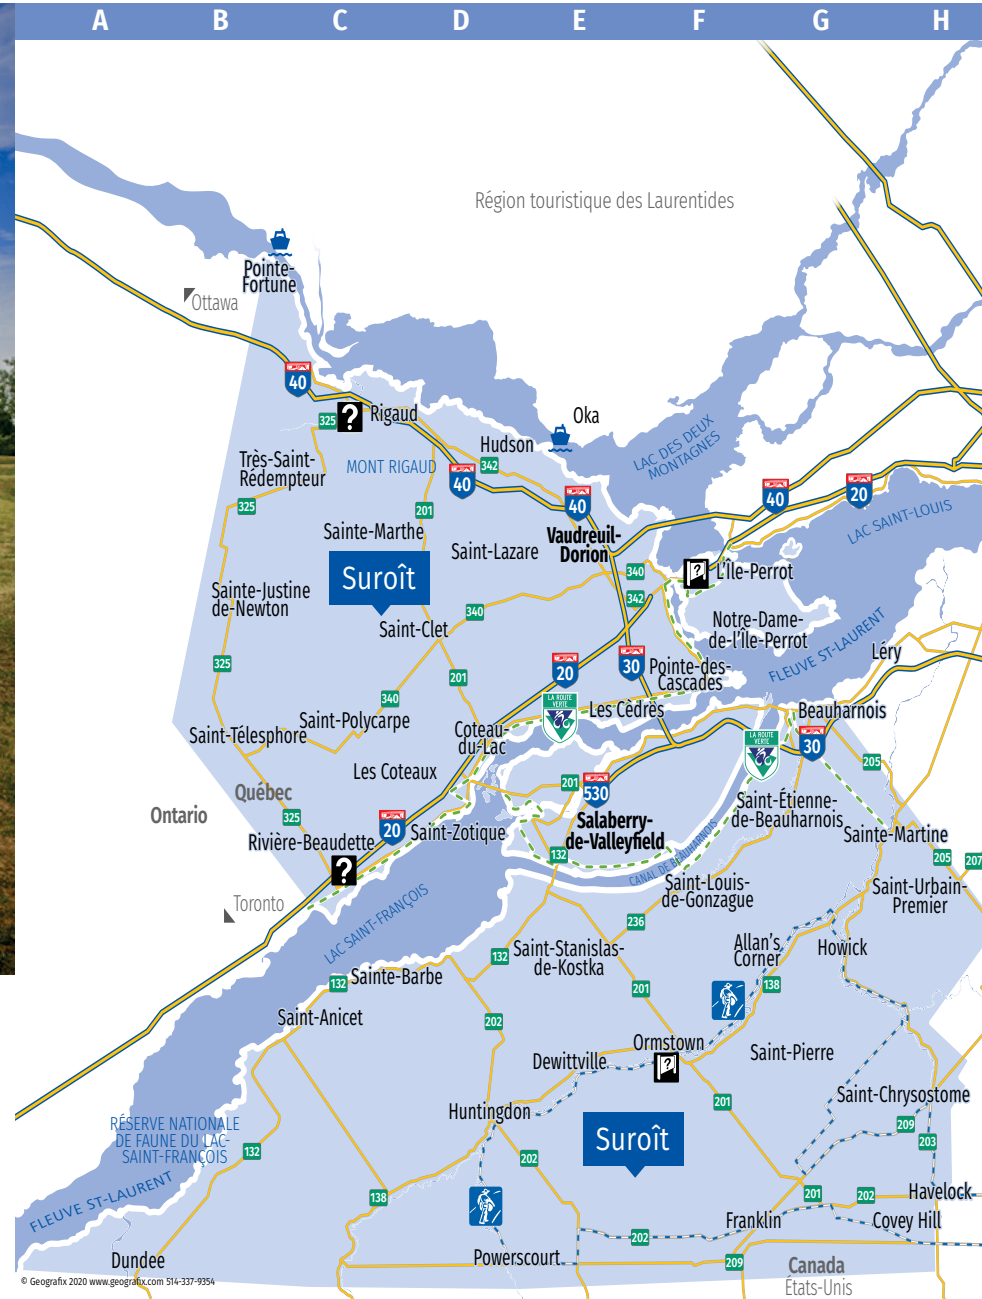 A B C D E F G H
Région touristique des Laurentides
Pointe-
Fortune
Ottawa
40
325
?
Rigaud
Oka
Hudson
342
LAC DES DEUX
MONTAGNES
Très-Saint-
Rédempteur
MONT RIGAUD
40
40
40
20
325
201
LAC SAINT-LOUIS
Sainte-Marthe
Vaudreuil-
Dorion
Saint-Lazare
Suroît
340
?
L'Île-Perrot
Sainte-Justine
de-Newton
342
340
Notre-Dame-
de-l'Île-Perrot
Saint-Clet
FLEUVE ST-LAURENT
Léry
325
201
20
30
Pointe-des-
Cascades
340
LA ROUTE
VERTE
Les Cèdres
Beauharnois
Saint-Polycarpe
Saint-Télesphore
Coteau-
du-Lac
LA ROUTE
VERTE
30
205
Les Coteaux
201
530
Québec
Ontario
325
Saint-Étienne-
de-Beauharnois
20
Saint-Zotique
Salaberry-
de-Valleyfield
Sainte-Martine
Rivière-Beaudette
132
CANAL DE BEAUHARNOIS
205
207
?
Saint-Louis-
de-Gonzague
Saint-Urbain-
Premier
Toronto
LAC SAINT-FRANÇOIS
236
Allan's
Corner
Howick
132
Saint-Stanislas-
de-Kostka
132
Sainte-Barbe
201
138
Saint-Anicet
202
Ormstown
Dewittville
?
Saint-Pierre
Saint-Chrysostome
201
Huntingdon
RÉSERVE NATIONALE
DE FAUNE DU LAC-
SAINT-FRANÇOIS
132
Suroît
209
203
202
FLEUVE ST-LAURENT
138
201
202
Havelock
Franklin
Covey Hill
202
Dundee
Powerscourt
209
Canada
États-Unis
© Geografix 2020 www.geografix.com 514-337-9354